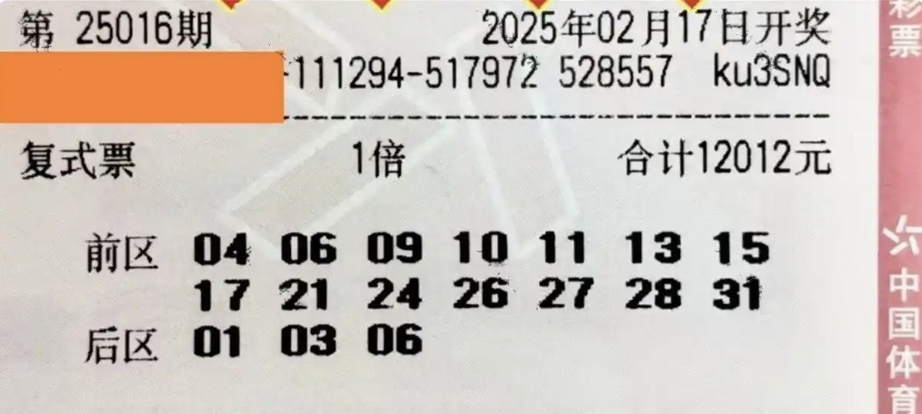 第 25016期 2025年02月17日开奖
-111294-517972 528557 ku3SNQ
复式票 1倍 合计12012元
前区 04 06 09 10 11 13 15
17 21 24 26 27 28 31
后区 01 03 06
彩票
中国体育